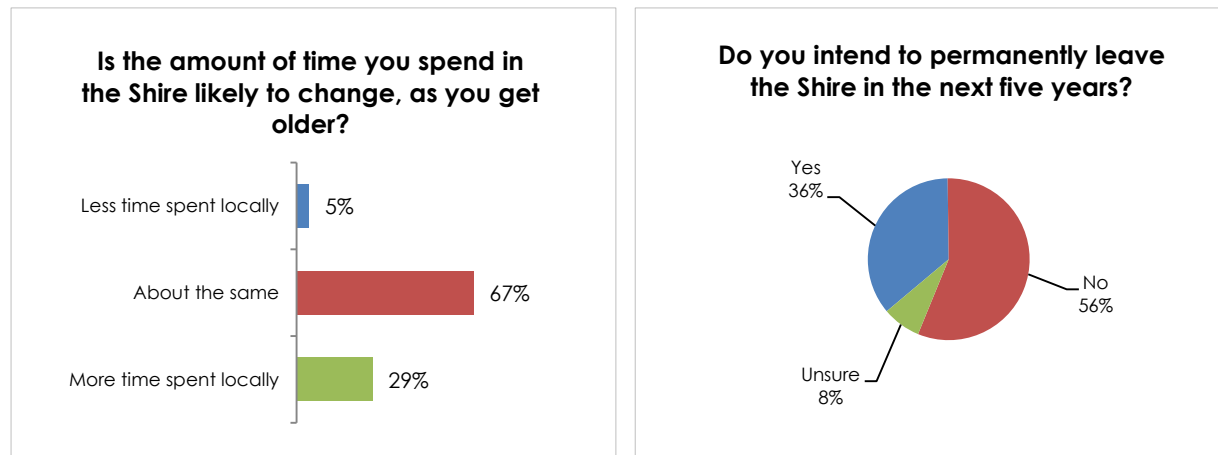 Is the amount of time you spend in
the Shire likely to change, as you get
older?
Less time spent locally
5%
About the same
67%
More time spent locally
29%
Do you intend to permanently leave
the Shire in the next five years?
Yes
36%
No
56%
Unsure
8%